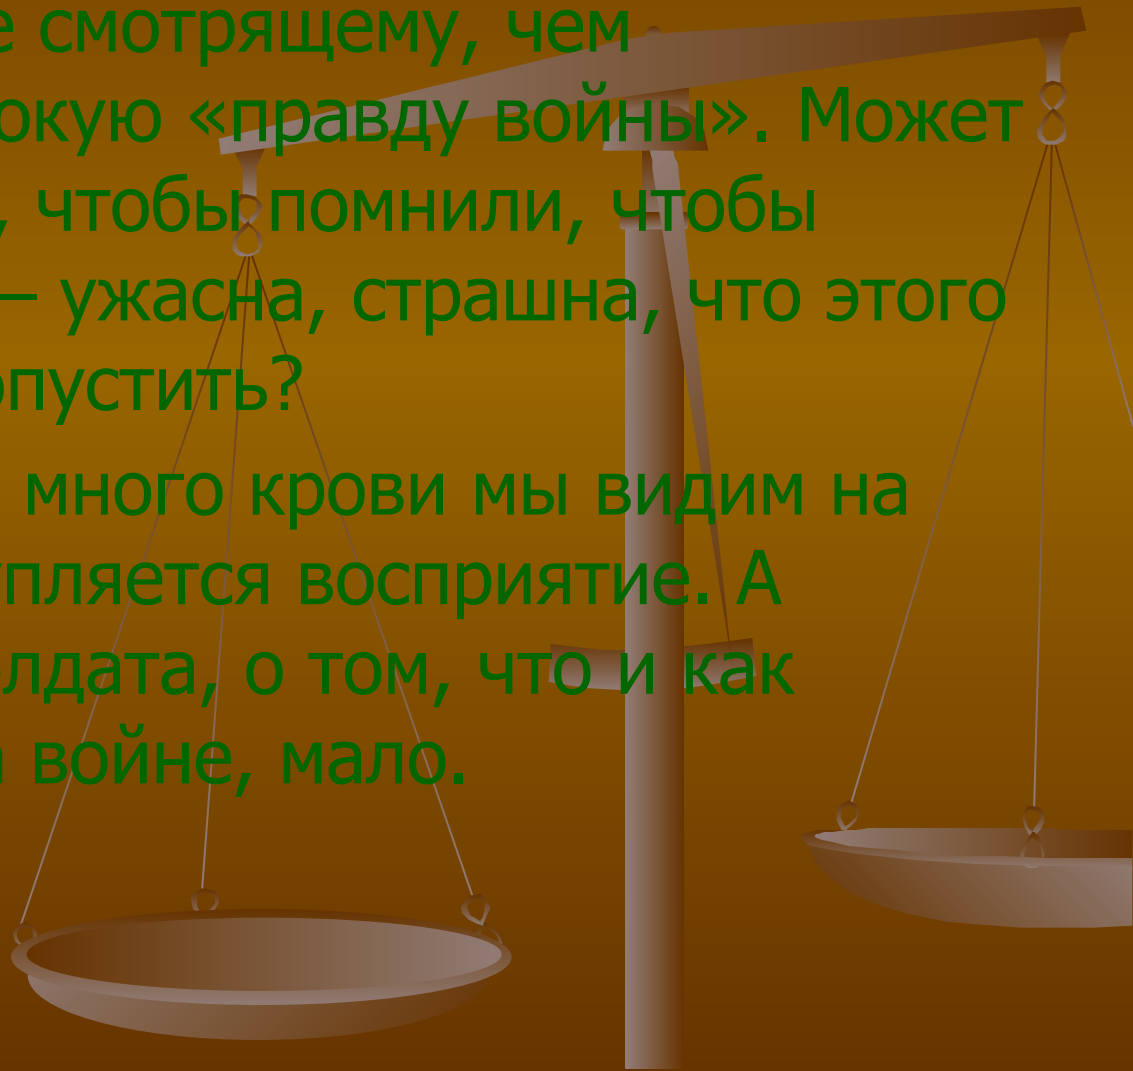 е смотрящему, чем
окую «правду войны». Может
, чтобы помнили, чтобы
– ужасна, страшна, что этого
опустить?
много крови мы видим на
упляется восприятие. А
лдата, о том, что и как
войне, мало.